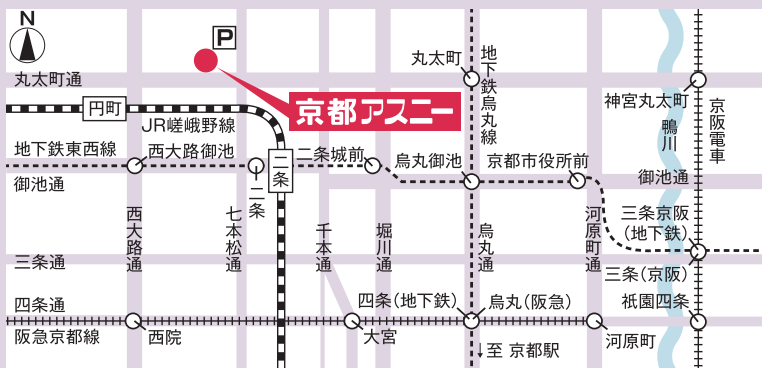 N
P
京都アスニー
丸太町
地下鉄烏丸線
丸太町通
円町
神宮丸太町
京阪電車
JR嵯峨野線
鴨川
地下鉄東西線
西大路御池
二条
二条城前
烏丸御池
京都市役所前
御池通
二条
御池通
西大路通
七本松通
千本通
堀川通
烏丸通
河原町通
三条京阪
(地下鉄)
三条通
三条(京阪)
四条通
四条(地下鉄)
烏丸(阪急)
祇園四条
阪急京都線
西院
大宮
河原町
↓至 京都駅